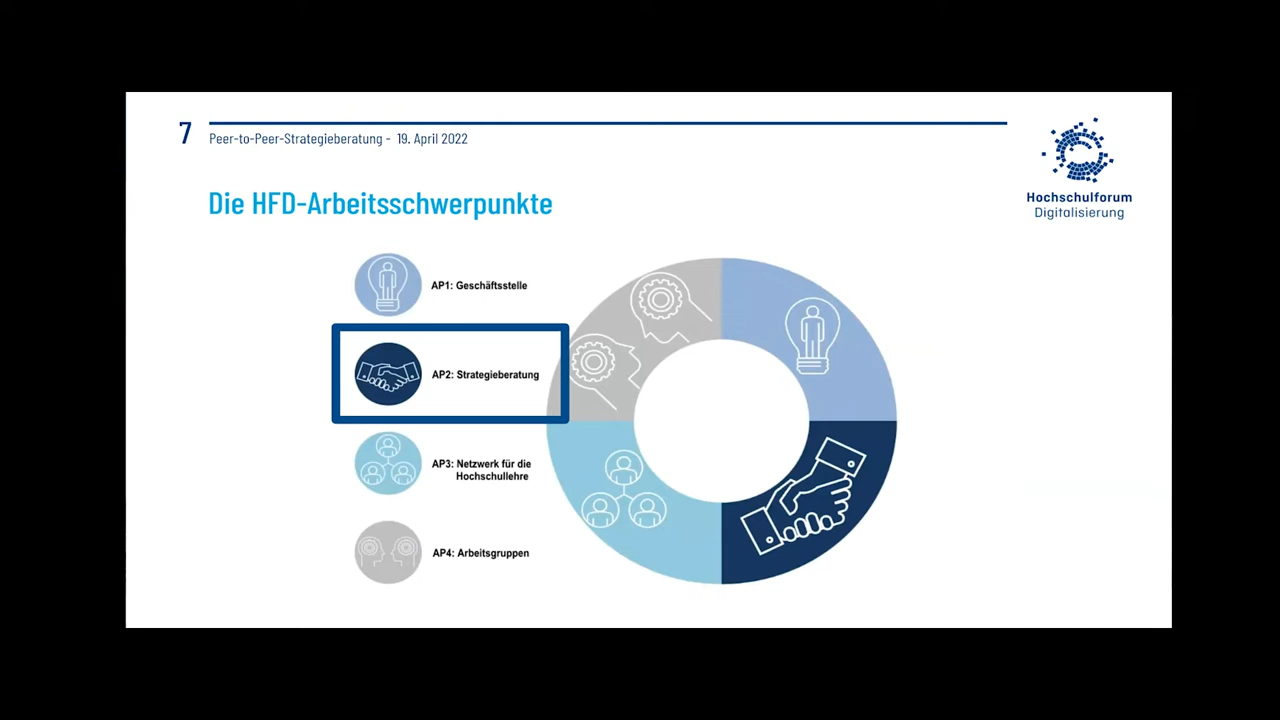 7
Peer-to-Peer-Strategieberatung - 19. April 2022
Hochschulforum
Digitalisierung
Die HFD-Arbeitsschwerpunkte
AP1: Geschäftsstelle
AP2: Strategieberatung
AP3: Netzwerk für die
Hochschullehre
AP4: Arbeitsgruppen